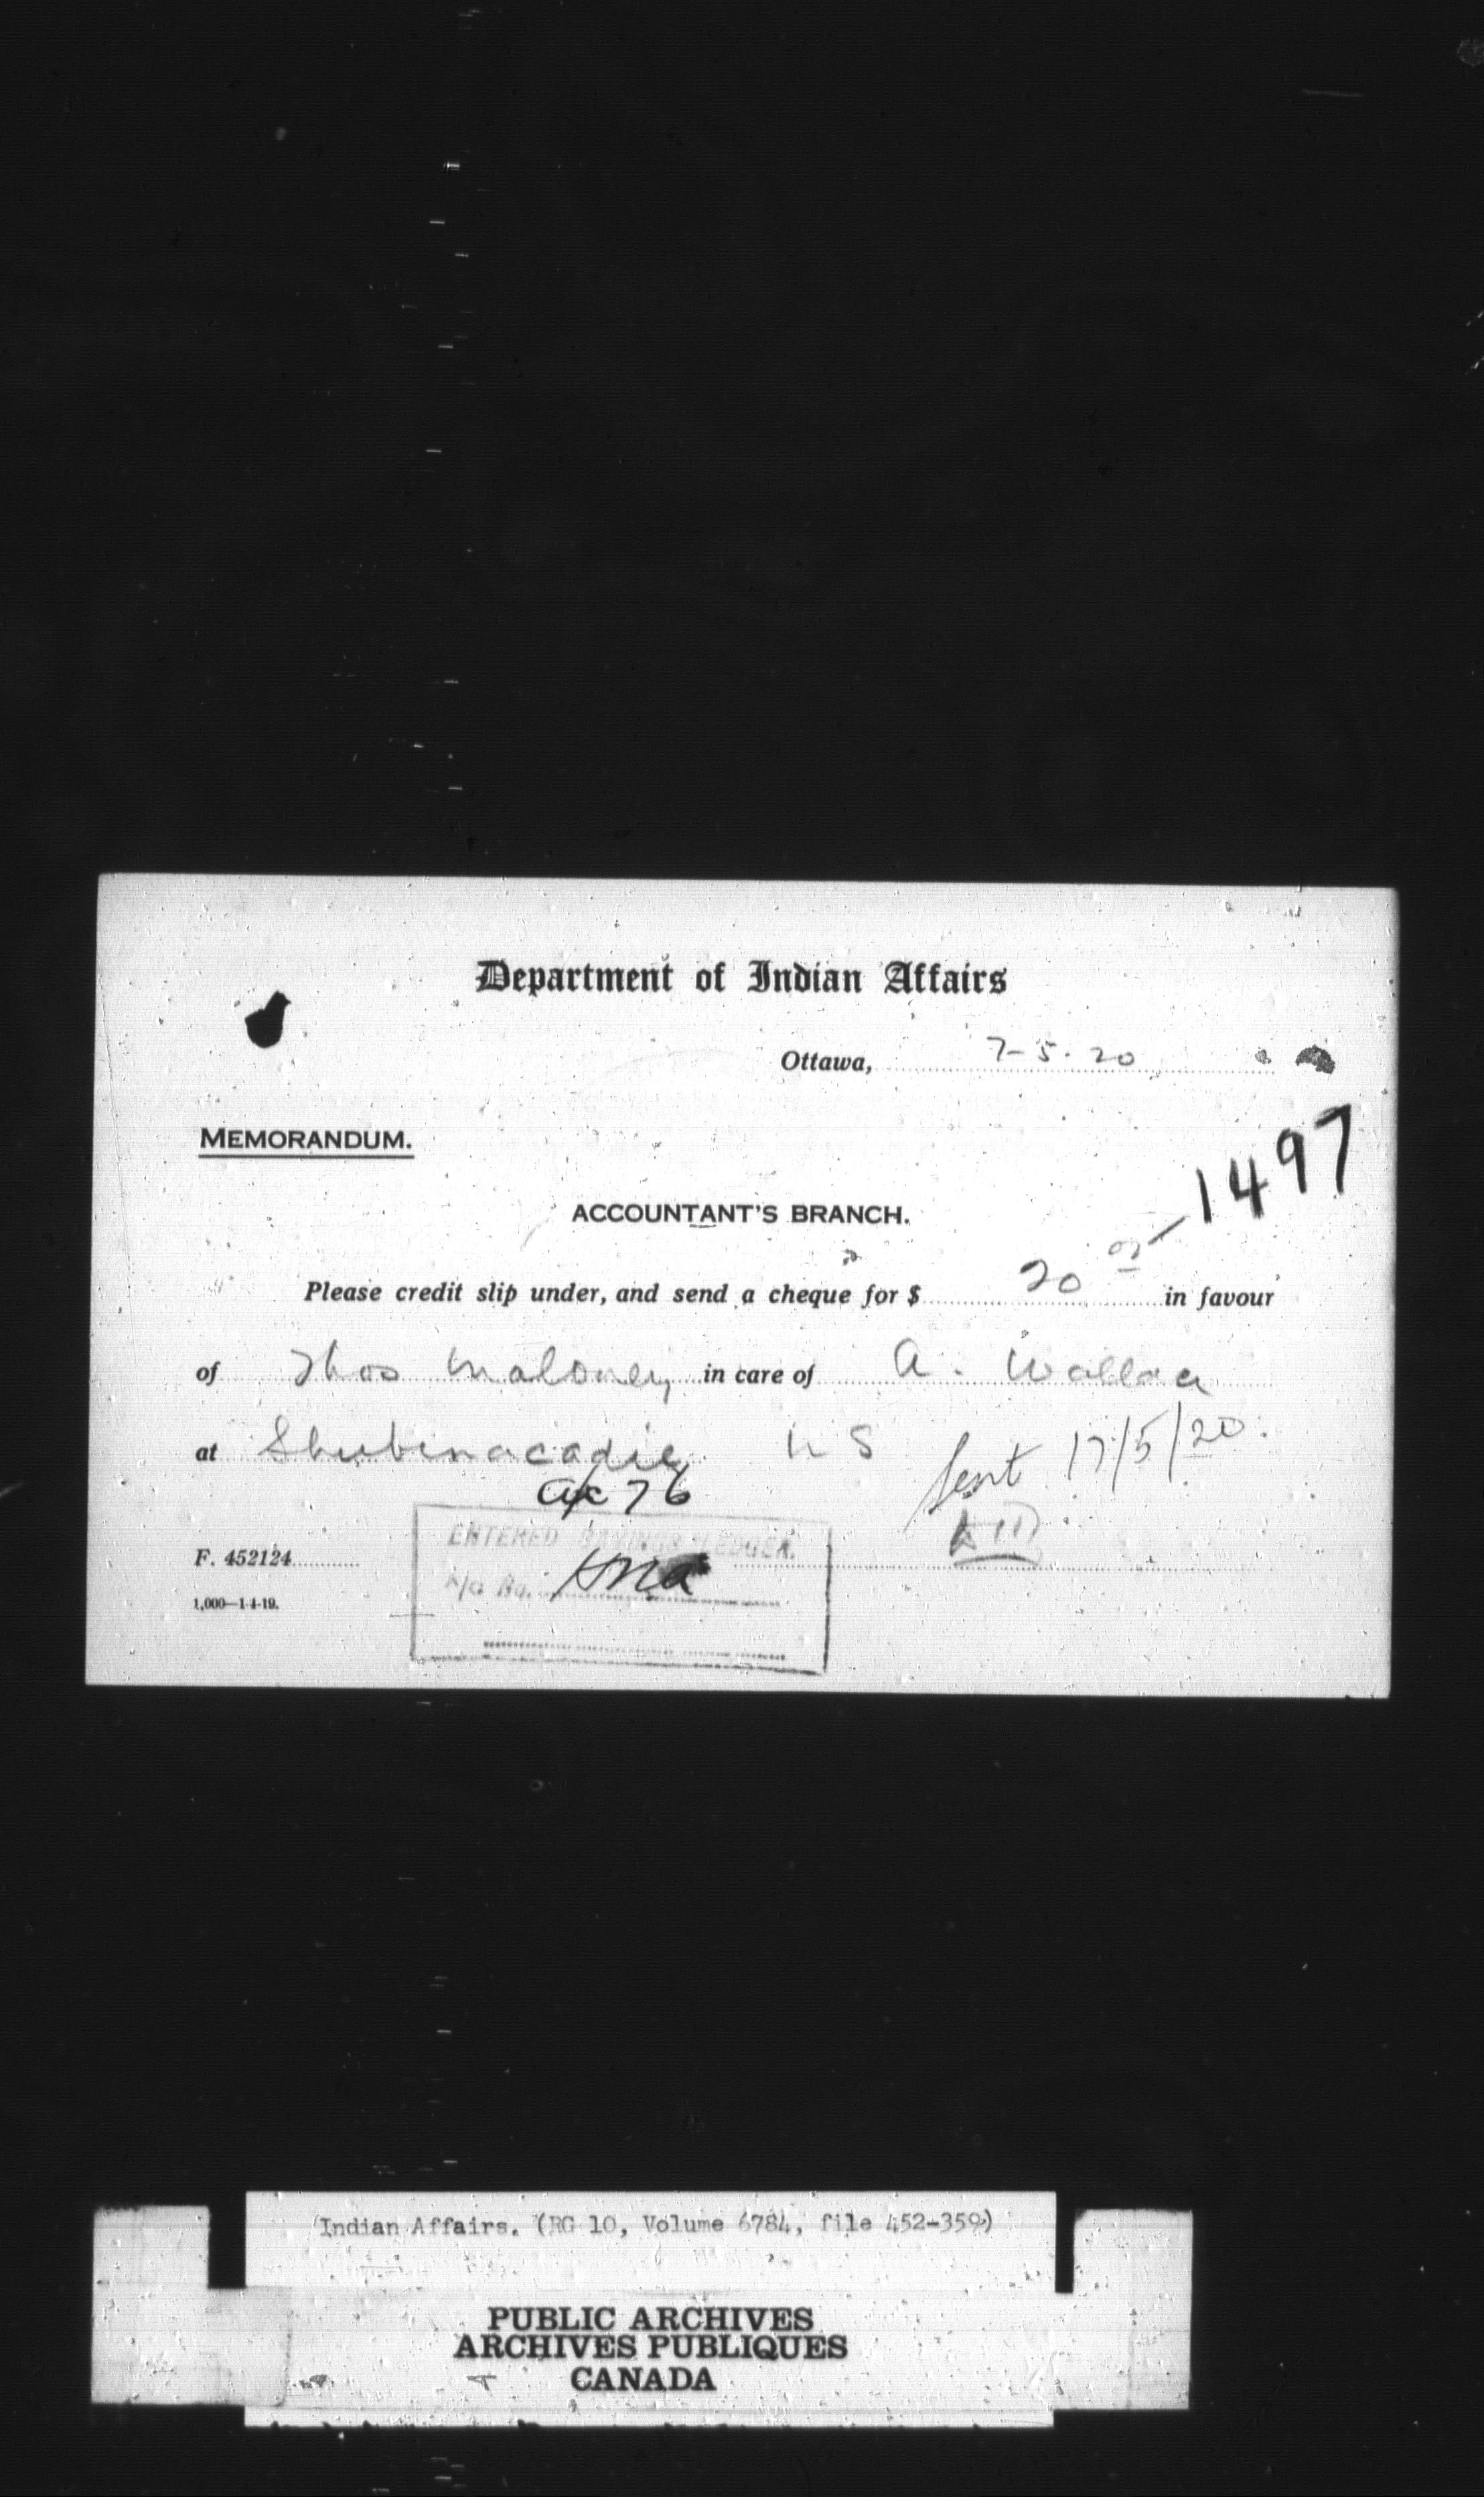 Department of Indian Affairs
Ottawa, 7-5-20
MEMORANDUM.
1497
ACCOUNTANT'S BRANCH.
Please credit slip under, and send a cheque for $ 20 00 in favour
of Thos Maloney in care of A. Wallace
at Shubenacadie N S
Sent 17/5/20.
a/c 76
ENTERED SAVINGS LEDGER.
F. 452124
A/c No.
1,000—1-4-19.
Indian Affairs. (RG 10, Volume 6784, file 452-359)
PUBLIC ARCHIVES
ARCHIVES PUBLIQUES
CANADA